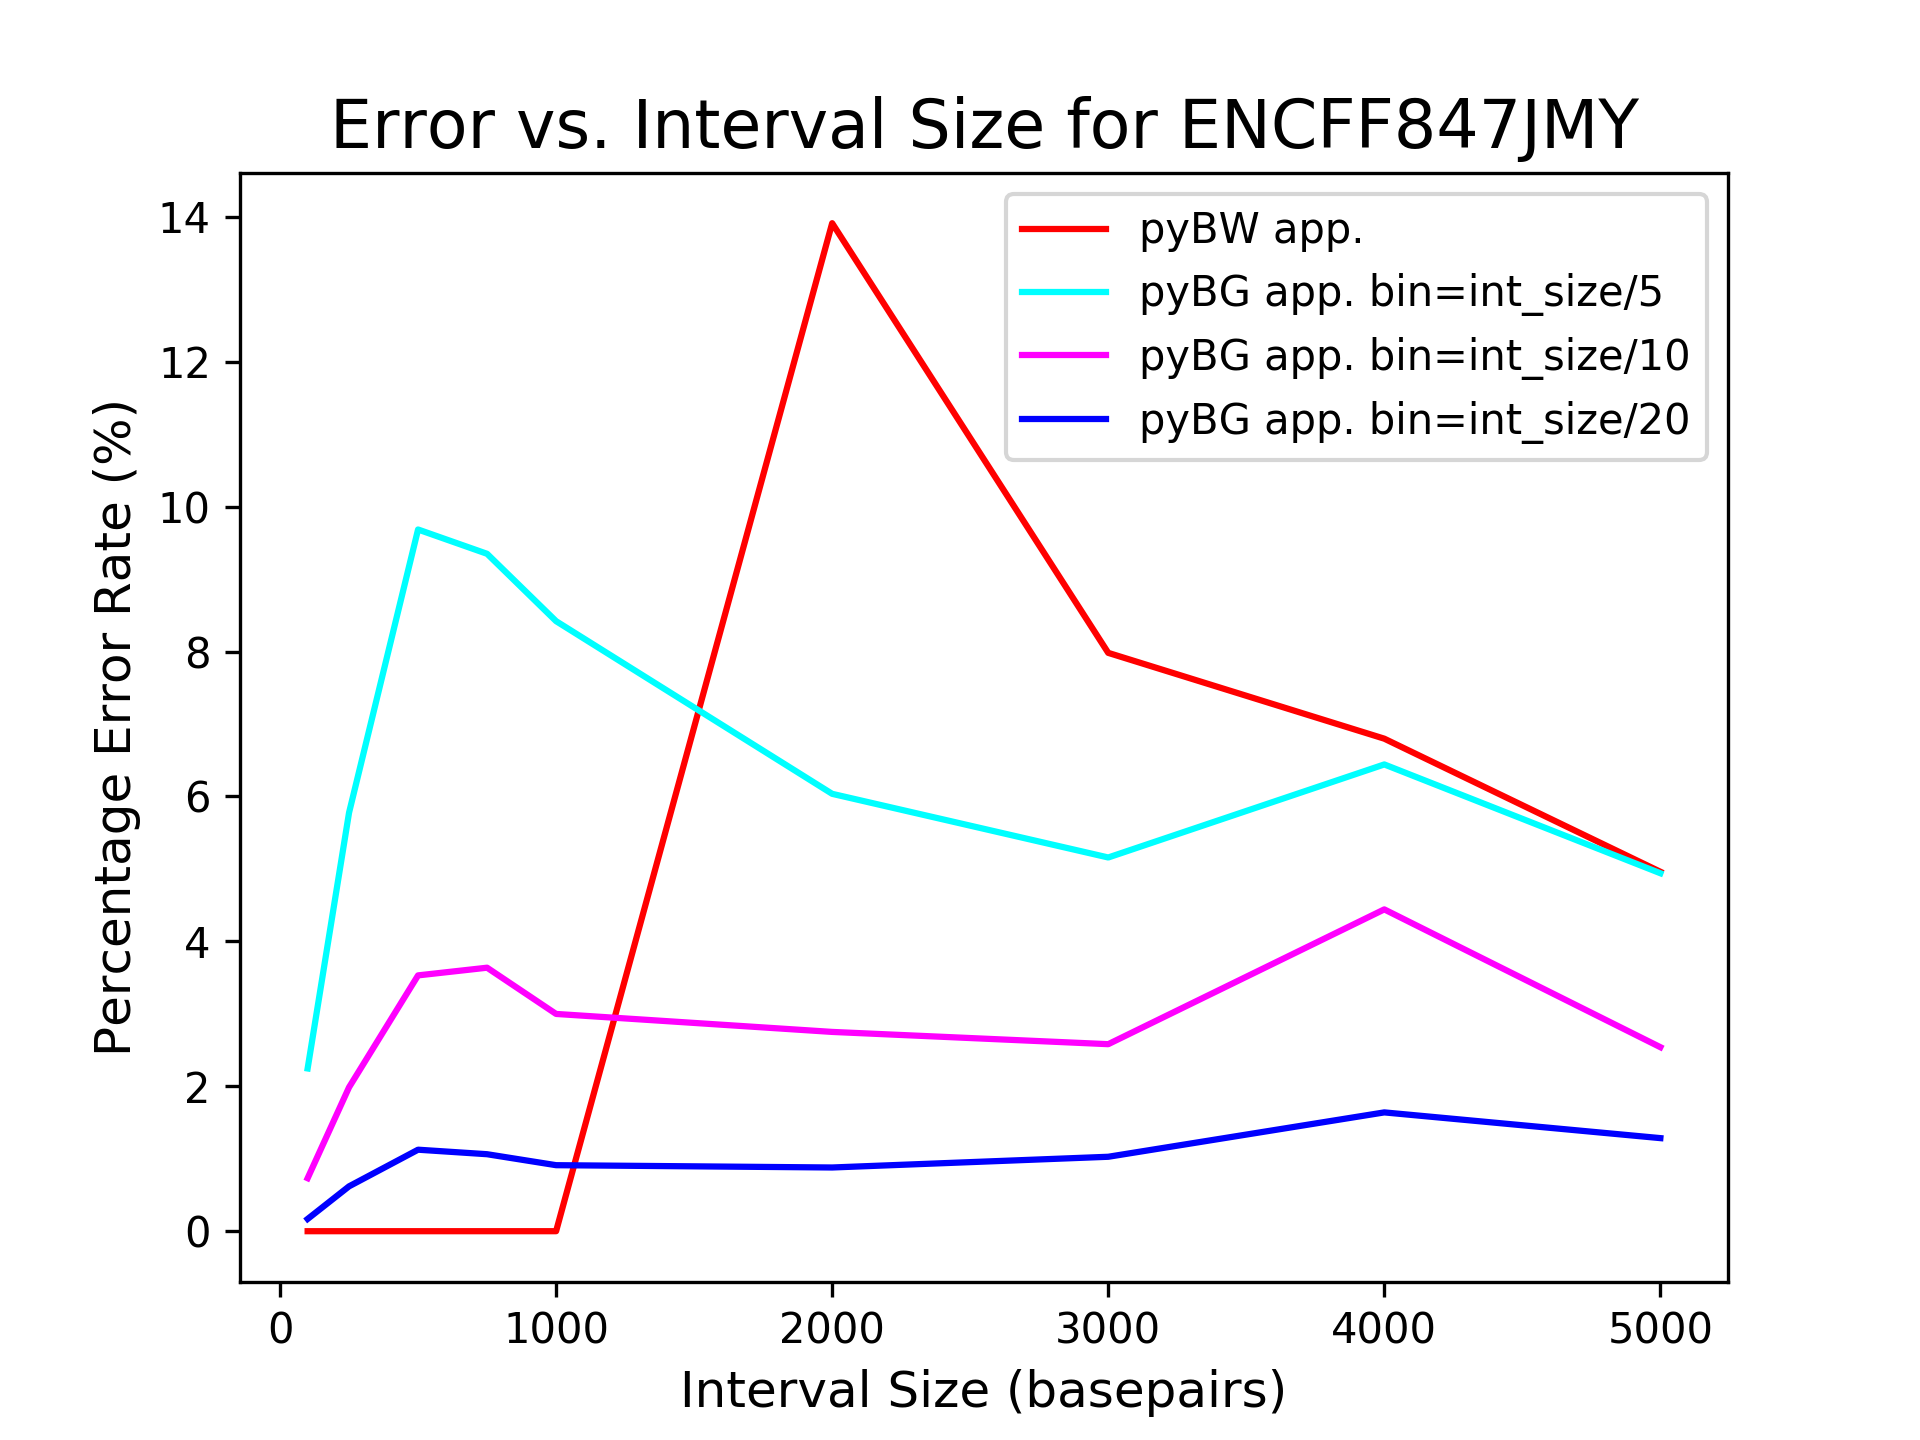 Error vs. Interval Size for ENCFF847JMY
pyBW app.
pyBG app. bin=int_size/5
pyBG app. bin=int_size/10
pyBG app. bin=int_size/20
Percentage Error Rate (%)
14
12
10
8
6
4
2
0
0 1000 2000 3000 4000 5000
Interval Size (basepairs)